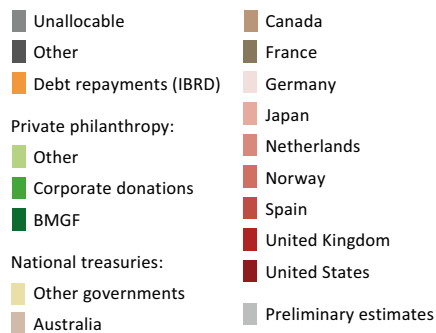 Unallocable
Other
Debt repayments (IBRD)
Private philanthropy:
Other
Corporate donations
BMGF
National treasuries:
Other governments
Australia
Canada
France
Germany
Japan
Netherlands
Norway
Spain
United Kingdom
United States
Preliminary estimates